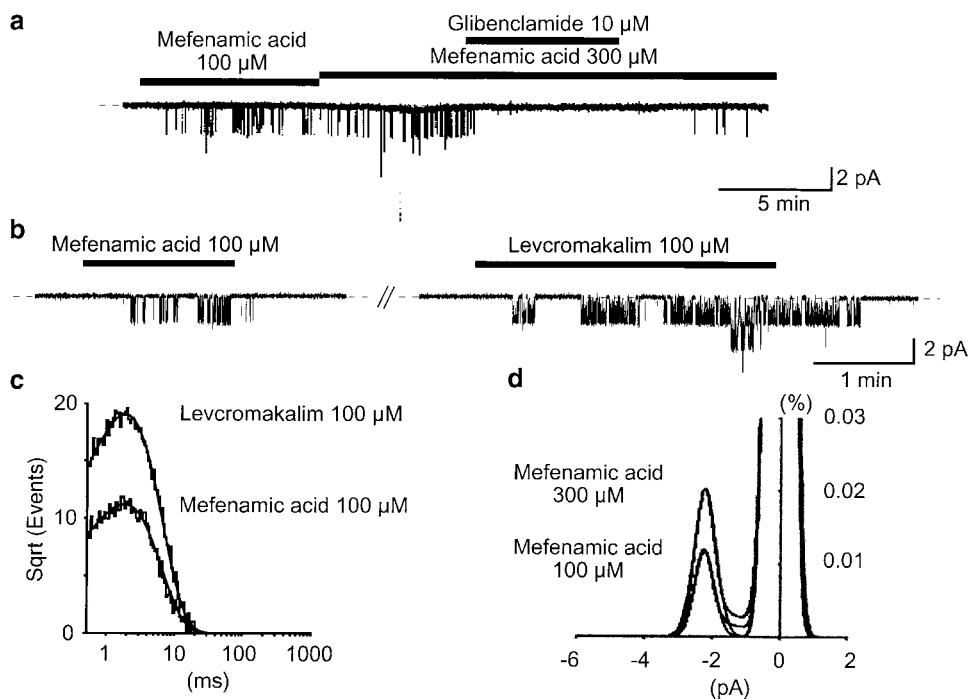 a
Glibenclamide 10 µM
Mefenamic acid
100 µM
Mefenamic acid 300 µM
2 pA
5 min
b
Mefenamic acid 100 µM
Levcromakalim 100 µM
2 pA
1 min
c
20
10
0
Sqrt (Events)
Levcromakalim 100 µM
Mefenamic acid 100 µM
1
10
100
1000
(ms)
d
(%)
0.03
0.02
0.01
Mefenamic acid
300 µM
Mefenamic acid
100 µM
-6
-4
-2
0
2
(pA)